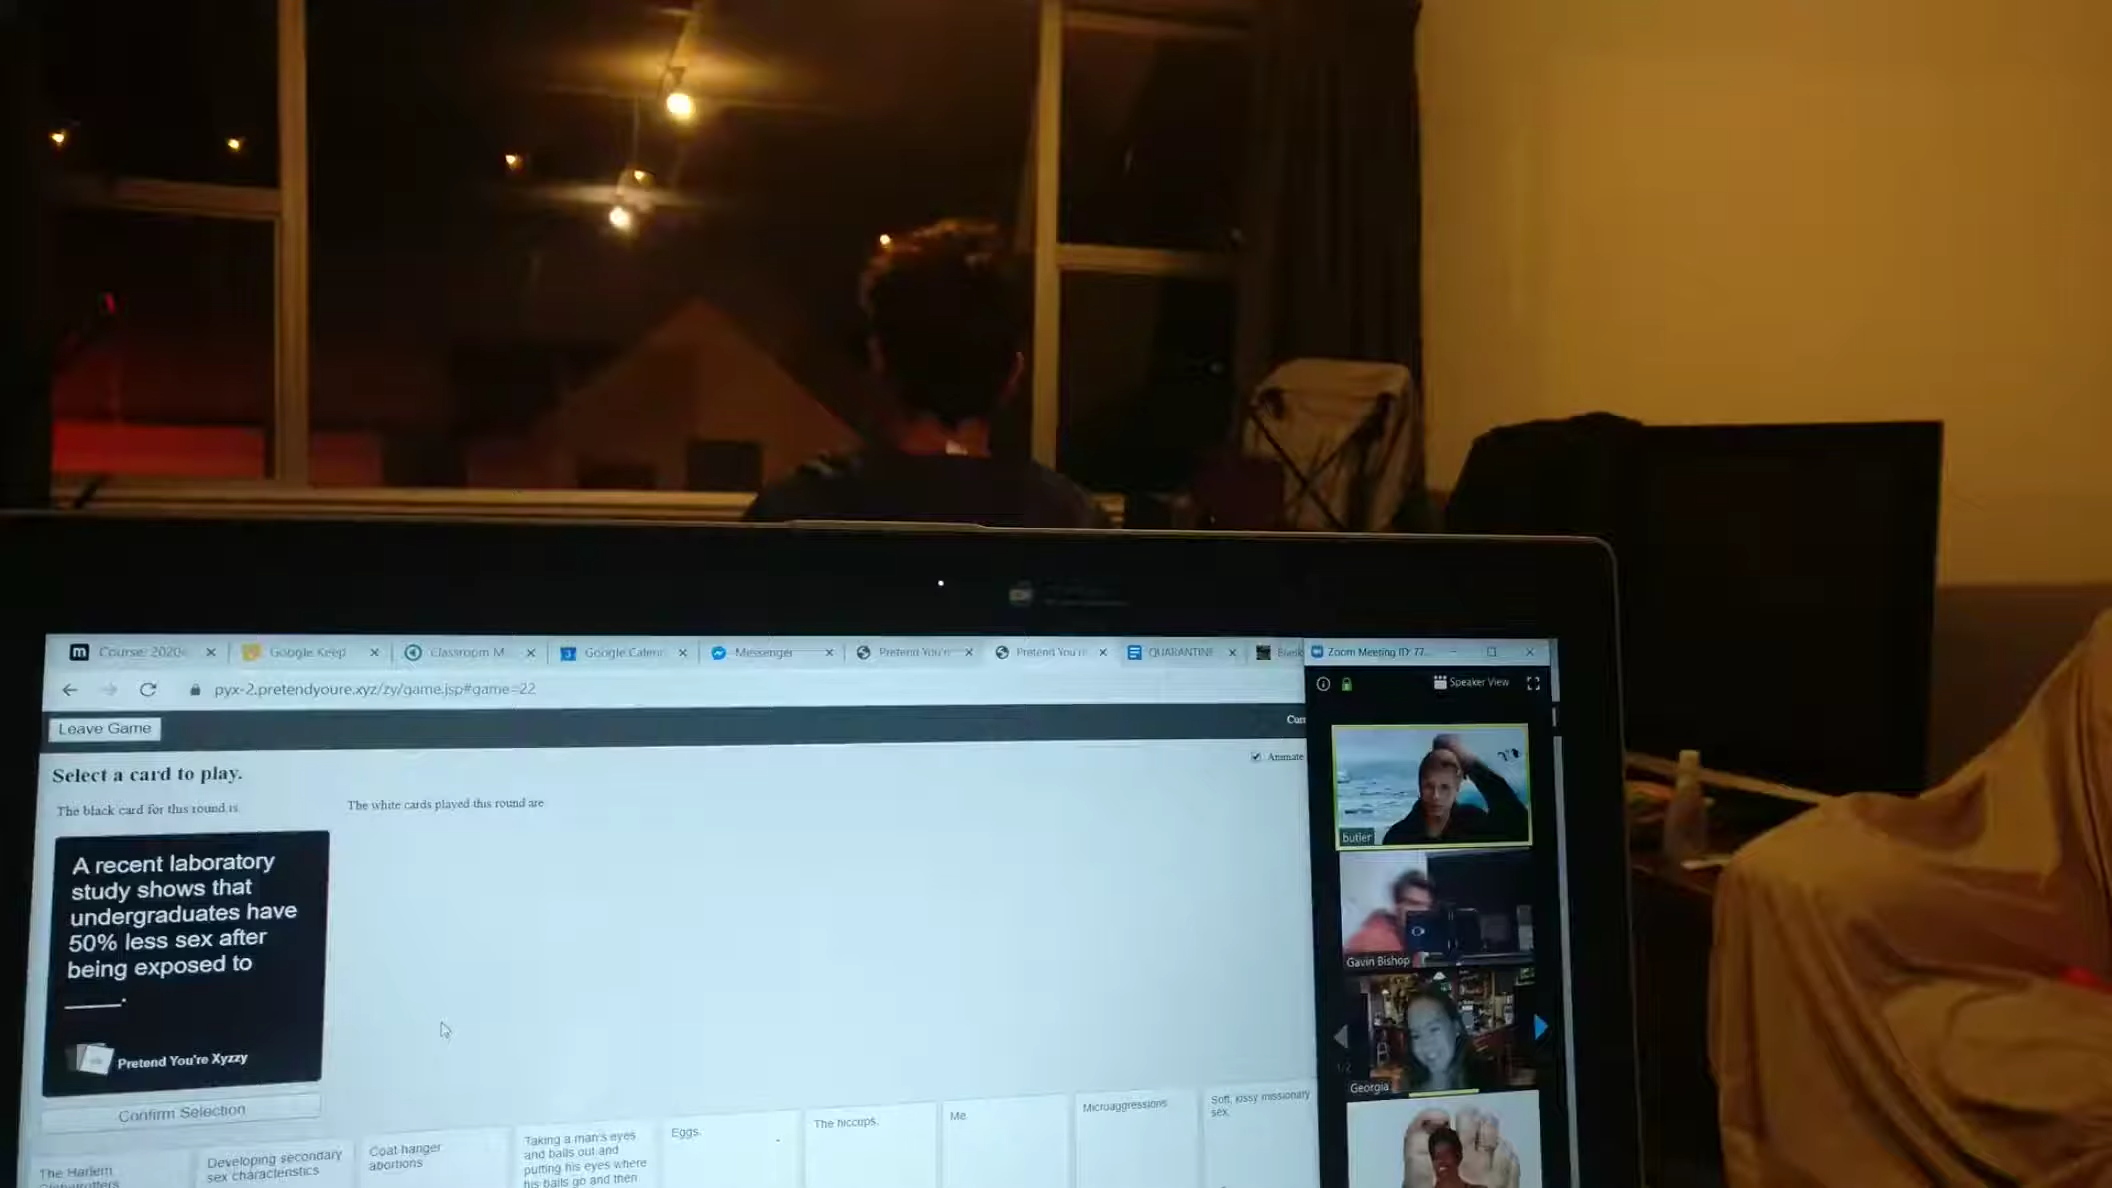 Course: 2020
Google Keep
Classroom M
Google Calen
Messenger
Pretend You'r
Pretend You'r
QUARANTINE
Zoom Meeting ID: 77...
pyx-2.pretendyoure.xyz/zy/game.jsp#game=22
Speaker View
Leave Game
Curr
Select a card to play.
Animate
The black card for this round is
The white cards played this round are
A recent laboratory
study shows that
undergraduates have
50% less sex after
being exposed to
____.
Pretend You're Xyzzy
butler
Gavin Bishop
1/2
Georgia
Confirm Selection
The Harlem
Globetrotters
Developing secondary
sex characteristics
Coat hanger
abortions
Taking a man's eyes
and balls out and
putting his eyes where
his balls go and then
Eggs.
The hiccups.
Me
Microaggressions
Soft, kissy missionary
sex.